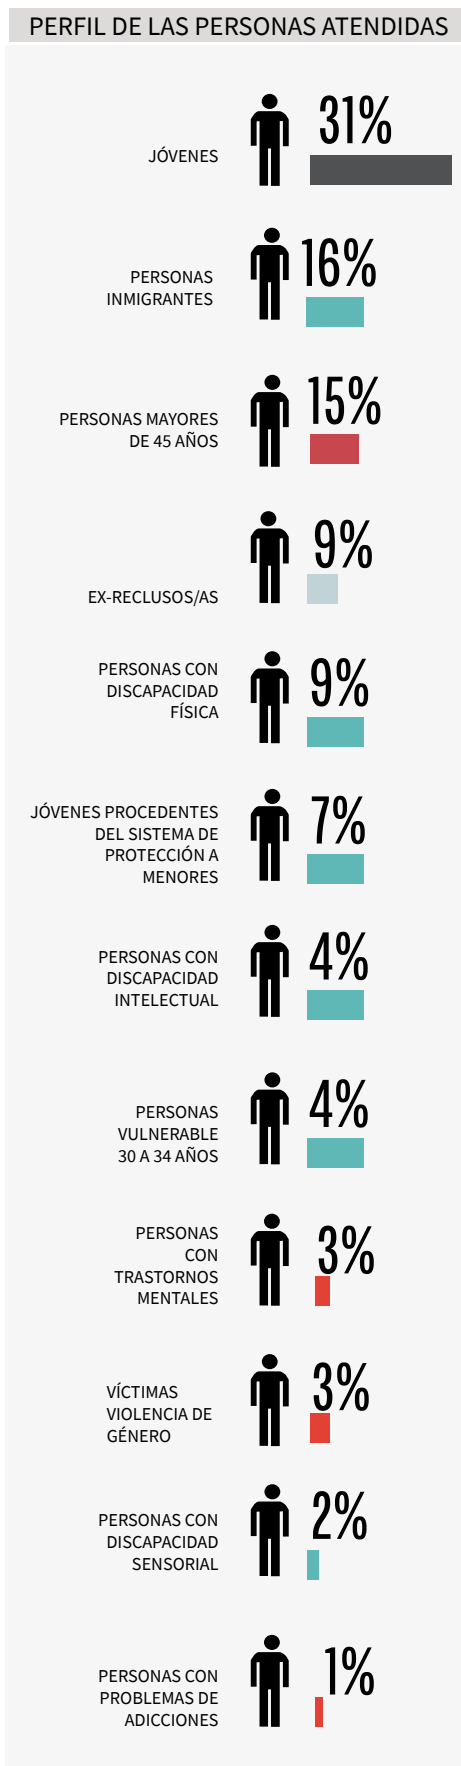 PERFIL DE LAS PERSONAS ATENDIDAS
JÓVENES
31%
PERSONAS
INMIGRANTES
16%
PERSONAS MAYORES
DE 45 AÑOS
15%
EX-RECLUSOS/AS
9%
PERSONAS CON
DISCAPACIDAD
FÍSICA
9%
JÓVENES PROCEDENTES
DEL SISTEMA DE
PROTECCIÓN A
MENORES
7%
PERSONAS CON
DISCAPACIDAD
INTELECTUAL
4%
PERSONAS
VULNERABLE
30 A 34 AÑOS
4%
PERSONAS
CON
TRASTORNOS
MENTALES
3%
VÍCTIMAS
VIOLENCIA DE
GÉNERO
3%
PERSONAS CON
DISCAPACIDAD
SENSORIAL
2%
PERSONAS CON
PROBLEMAS DE
ADICCIONES
1%